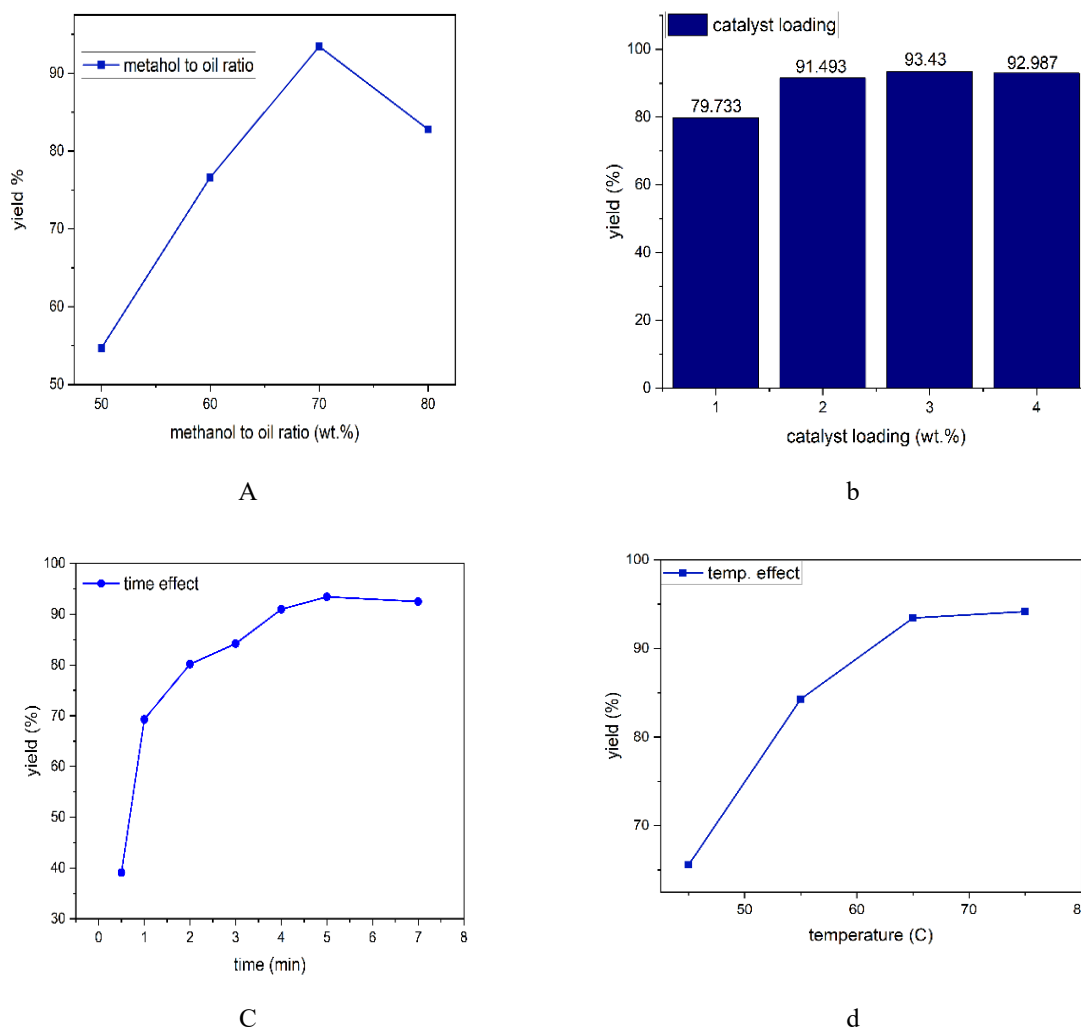 metahol to oil ratio
yield %
90
80
70
60
50
50 60 70 80
methanol to oil ratio (wt.%)
A
catalyst loading
yield (%)
100
80
60
40
20
0
79.733
91.493
93.43
92.987
1 2 3 4
catalyst loading (wt.%)
b
time effect
yield (%)
100
90
80
70
60
50
40
30
0 1 2 3 4 5 6 7 8
time (min)
C
temp. effect
yield (%)
100
90
80
70
50 60 70 8
temperature (C)
d